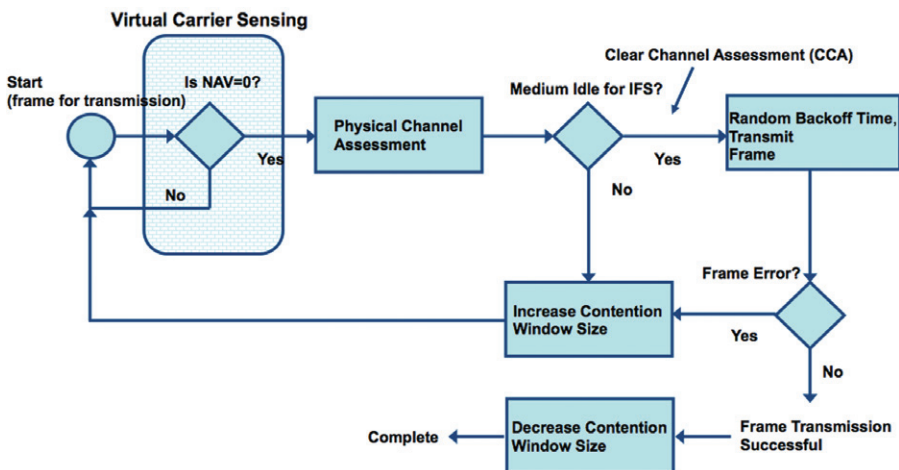 Virtual Carrier Sensing
Start
(frame for transmission)
Is NAV=0?
Yes
No
Physical Channel
Assessment
Medium Idle for IFS?
Clear Channel Assessment (CCA)
Yes
No
Random Backoff Time,
Transmit
Frame
Frame Error?
Yes
No
Increase Contention
Window Size
Frame Transmission
Successful
Decrease Contention
Window Size
Complete